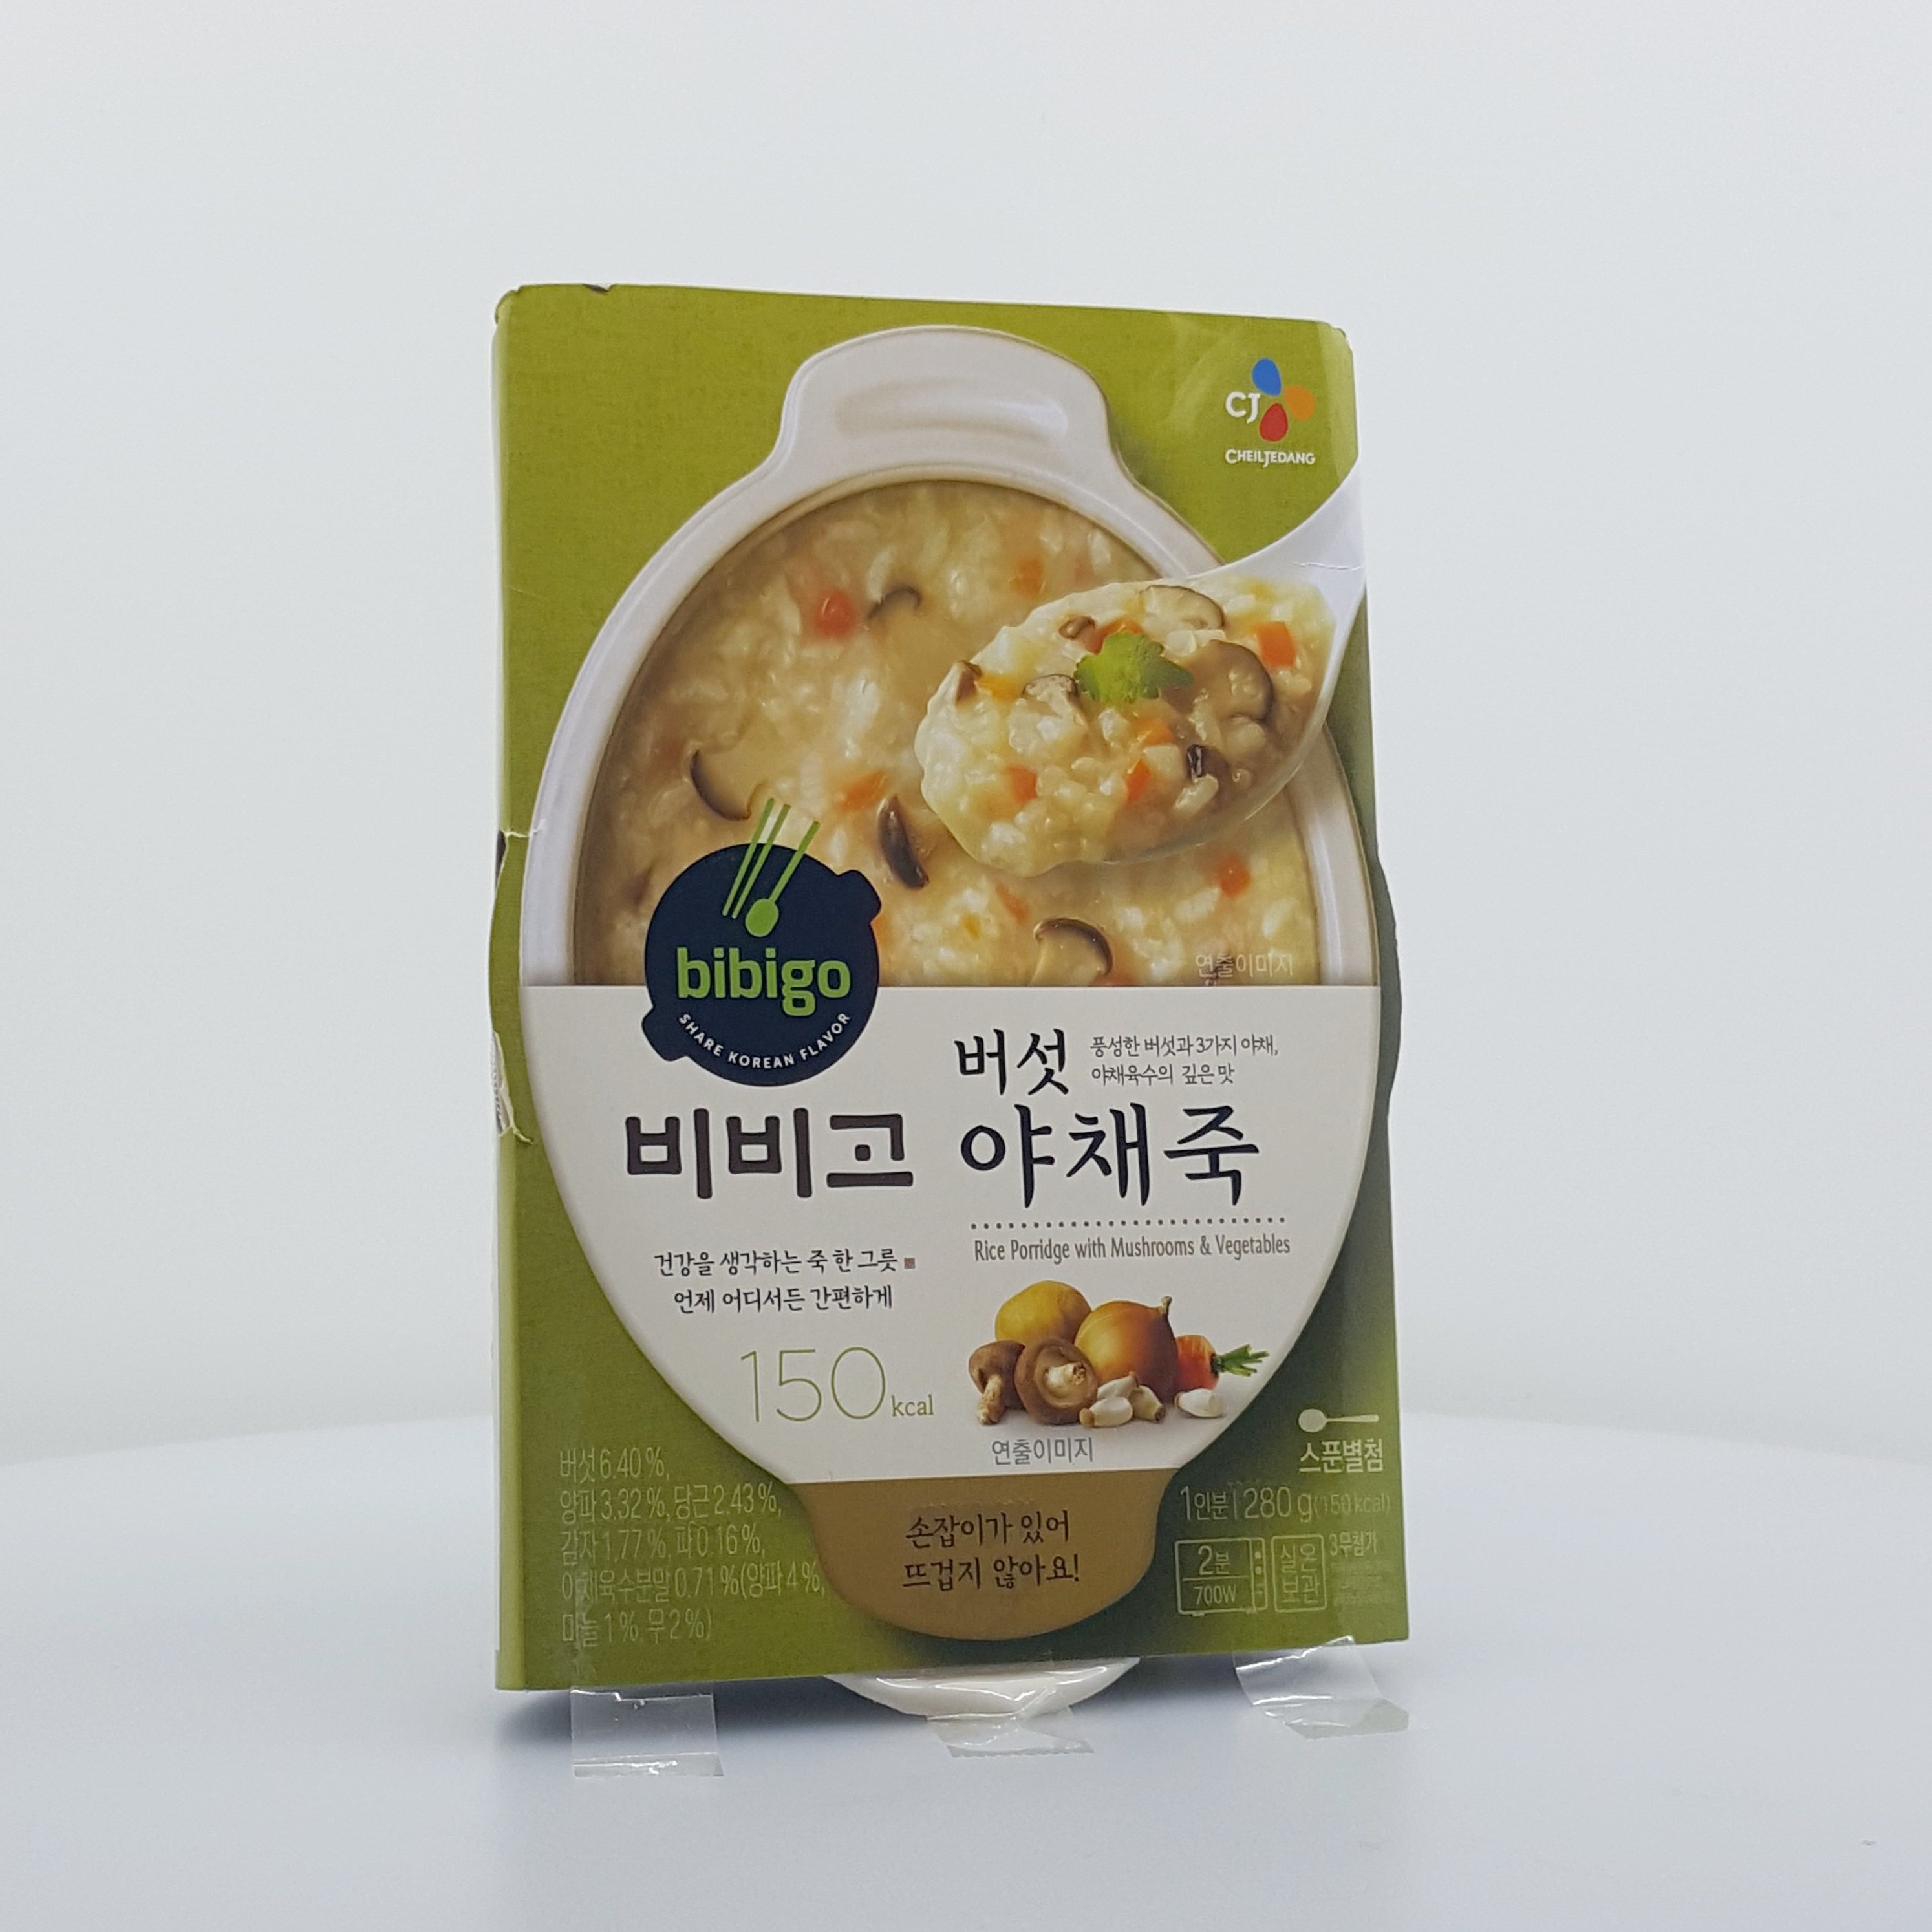 CJ
CHEILJEDANG
연출이미지
bibigo
SHARE KOREAN FLAVOR
버섯
풍성한 버섯과 3가지 야채,
야채육수의 깊은 맛
비비고 야채죽
Rice Porridge with Mushrooms & Vegetables
건강을 생각하는 죽 한 그릇
언제 어디서든 간편하게
150 kcal
연출이미지
스푼별첨
버섯 6.40 %,
양파 3.32 %, 당근 2.43 %,
감자 1.77 %, 파 0.16 %,
야채육수분말 0.71 % (양파 4 %,
마늘 1 %, 무 2 %)
손잡이가 있어
뜨겁지 않아요!
1인분 | 280 g (150 kcal)
2분
700W
실온
보관
3무첨가